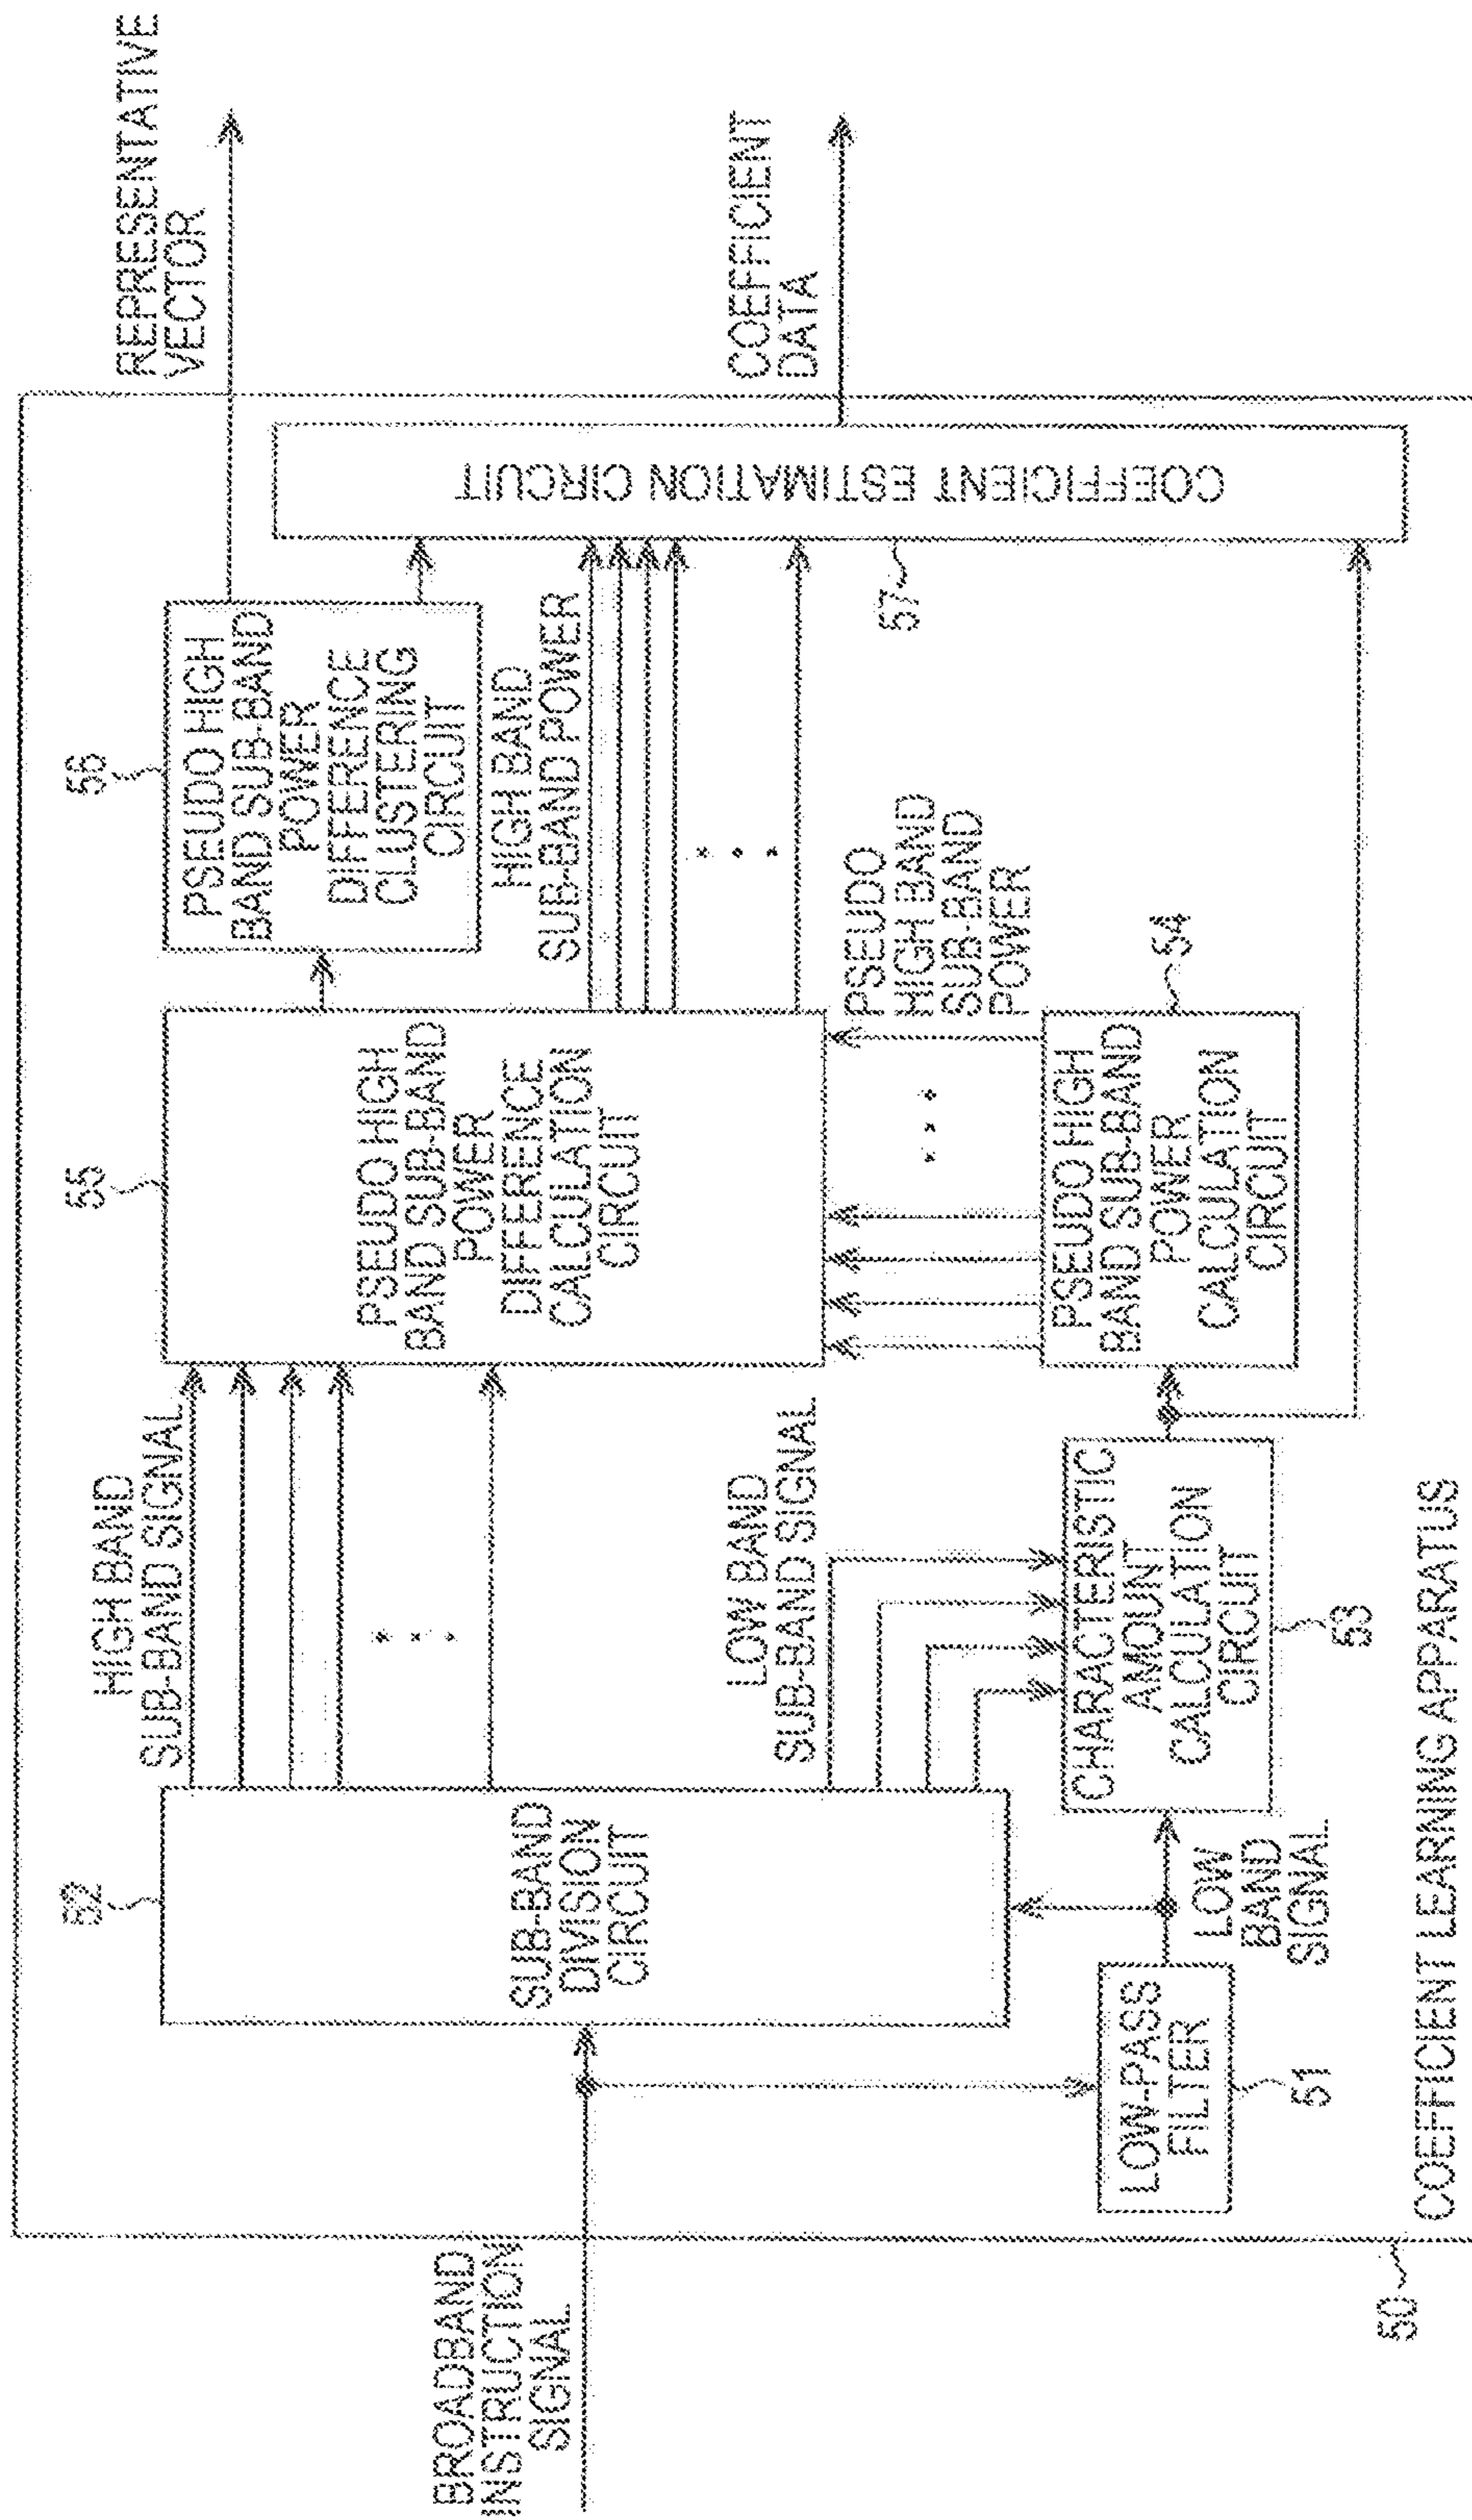 BROADBAND
INSTRUCTION
SIGNAL
50
COEFFICIENT LEARNING APPARATUS
LOW-PASS
FILTER
51
LOW
BAND
SIGNAL
52
SUB-BAND
DIVISION
CIRCUIT
HIGH BAND
SUB-BAND SIGNAL
LOW BAND
SUB-BAND SIGNAL
CHARACTERISTIC
AMOUNT
CALCULATION
CIRCUIT
53
55
PSEUDO HIGH
BAND SUB-BAND
POWER
DIFFERENCE
CALCULATION
CIRCUIT
PSEUDO
HIGH BAND
SUB-BAND
POWER
54
PSEUDO HIGH
BAND SUB-BAND
POWER
CALCULATION
CIRCUIT
56
PSEUDO HIGH
BAND SUB-BAND
POWER
DIFFERENCE
CLUSTERING
CIRCUIT
HIGH BAND
SUB-BAND POWER
57
COEFFICIENT ESTIMATION CIRCUIT
REPRESENTATIVE
VECTOR
COEFFICIENT
DATA